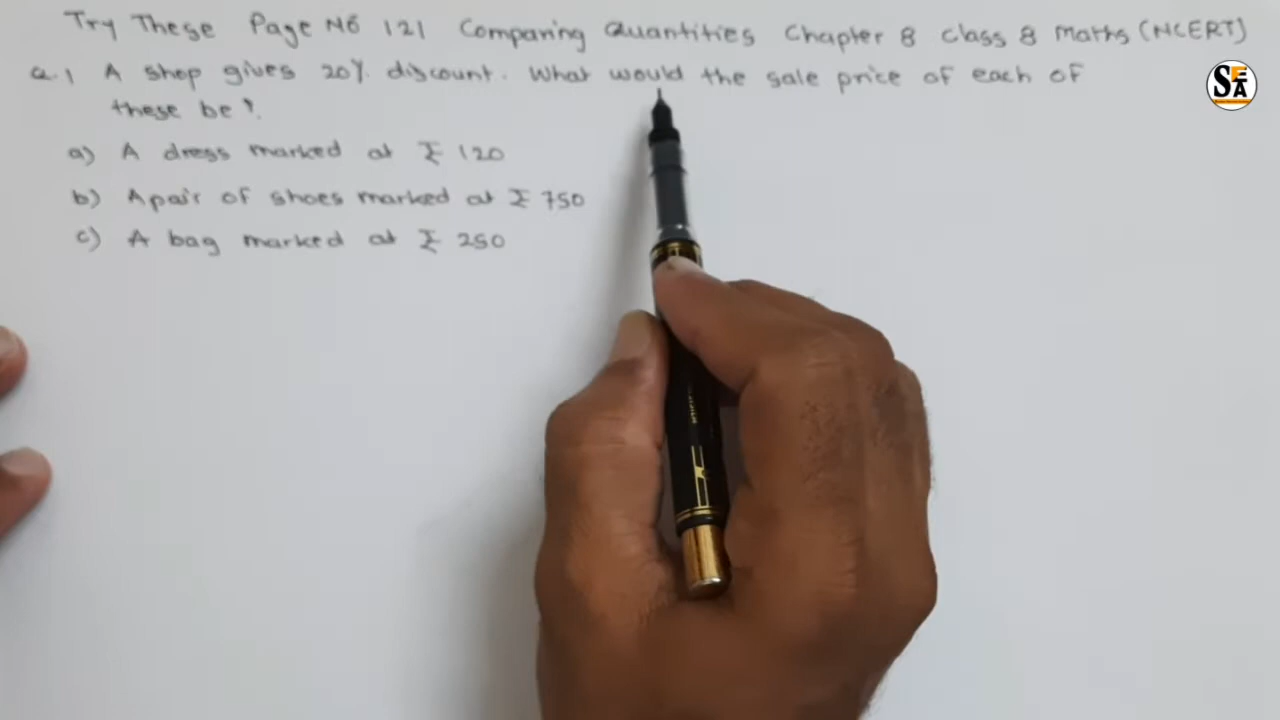 Try These Page No 121 Comparing Quantities Chapter 8 Class 8 Maths (NCERT)
Q.1 A shop gives 20% discount. What would the sale price of each of
these be?
a) A dress marked at ₹ 120
b) A pair of shoes marked at ₹ 750
c) A bag marked at ₹ 250
SFEA